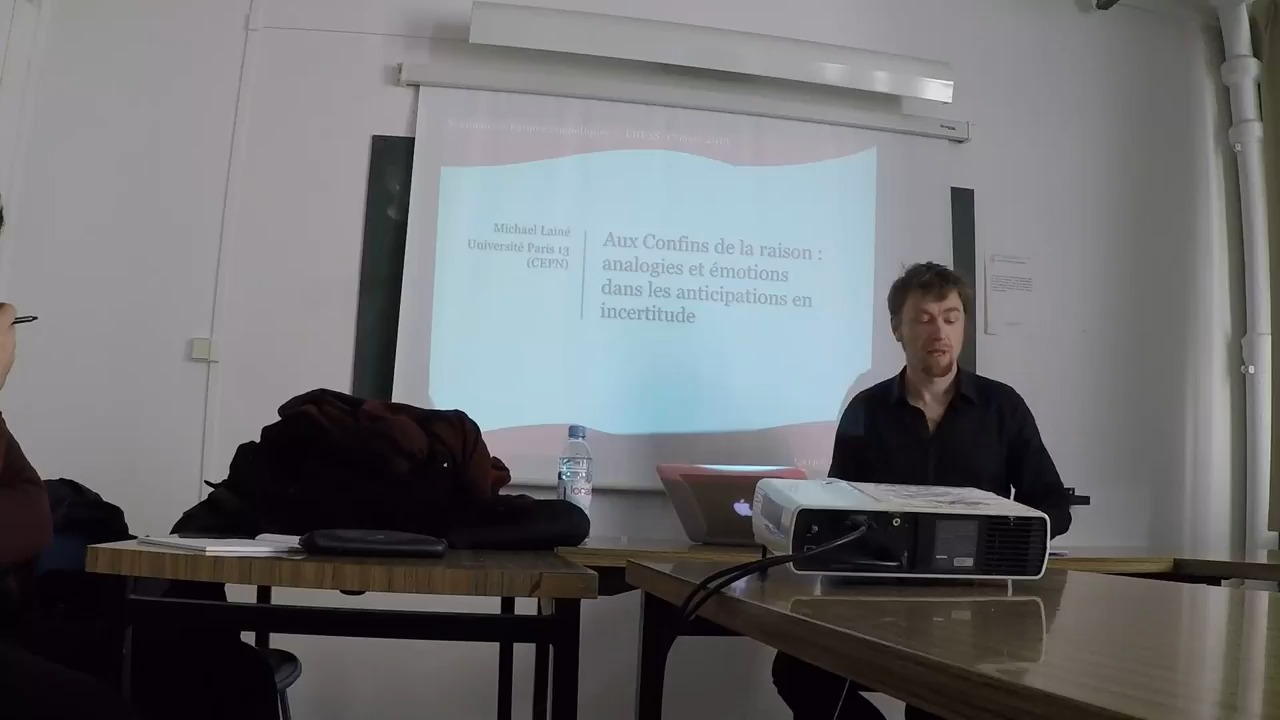 EHESS
Michael Lainé
Université Paris 13
(CEPN)
Aux Confins de la raison :
analogies et émotions
dans les anticipations en
incertitude